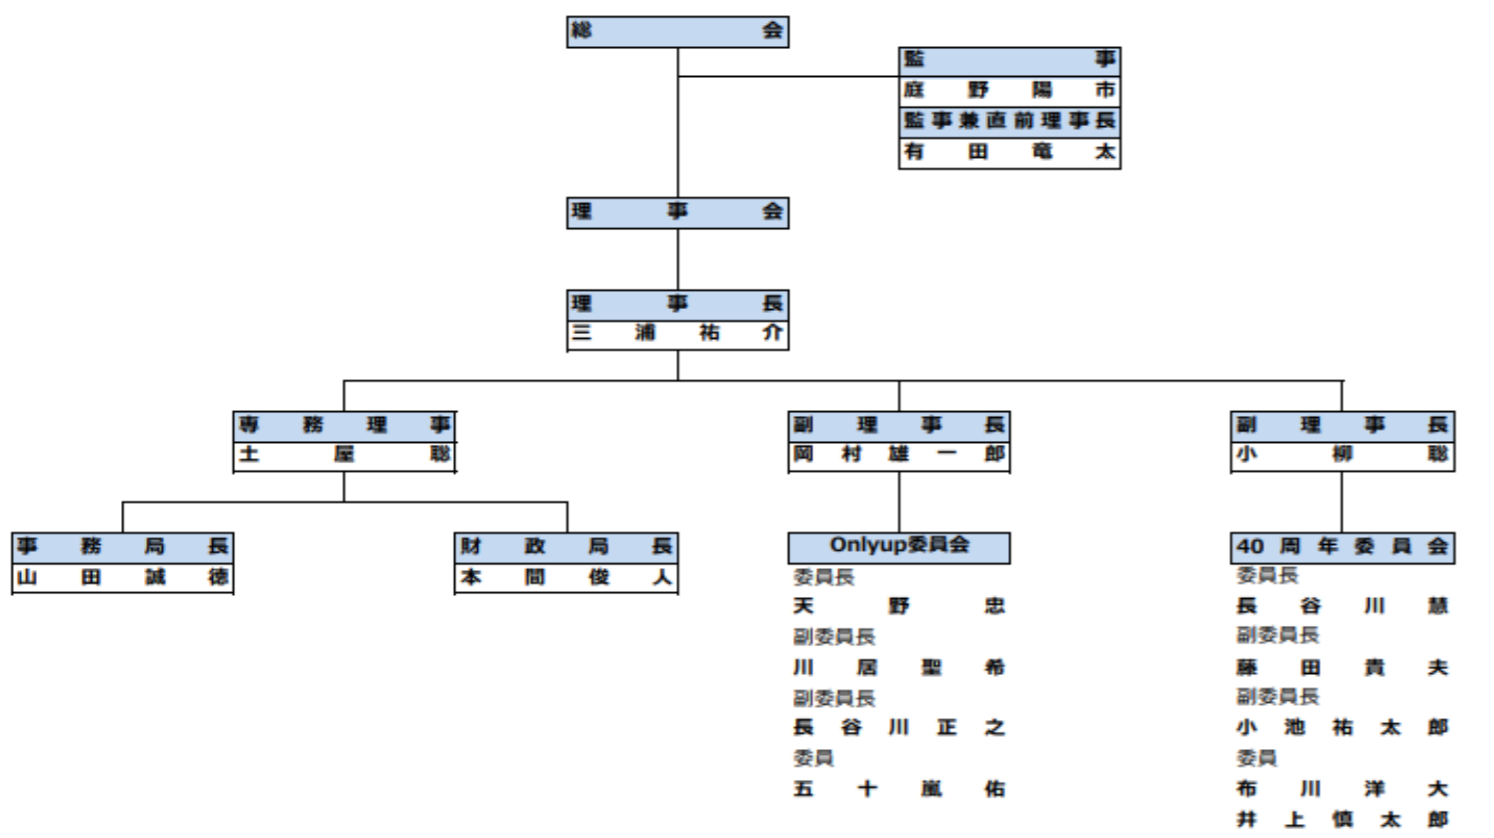 総会
監事
庭野陽市
監事兼直前理事長
有田竜太
理事会
理事長
三浦祐介
専務理事
土屋聡
副理事長
岡村雄一郎
副理事長
小柳聡
事務局長
山田誠徳
財政局長
本間俊人
Onlyup委員会
委員長
天野忠
副委員長
川居聖希
副委員長
長谷川正之
委員
五十嵐佑
40周年委員会
委員長
長谷川慧
副委員長
藤田貴夫
副委員長
小池祐太郎
委員
布川洋大
井上慎太郎